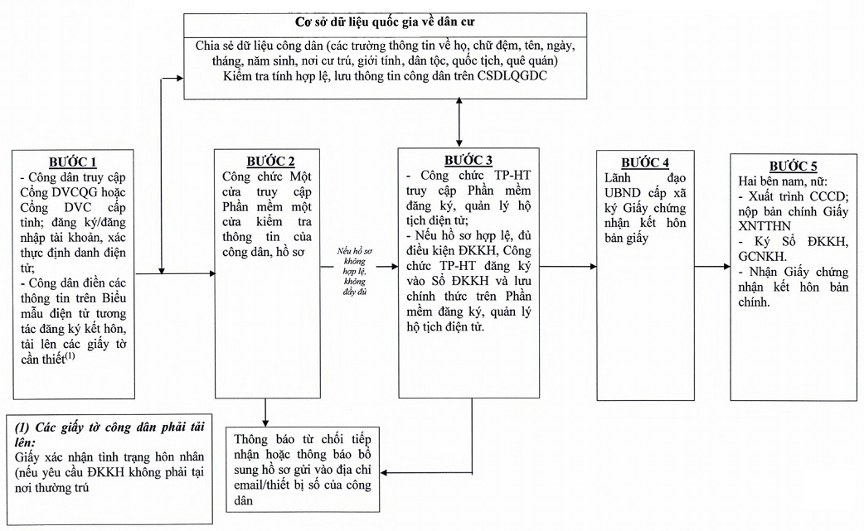 Cơ sở dữ liệu quốc gia về dân cư
Chia sẻ dữ liệu công dân (các trường thông tin về họ, chữ đệm, tên, ngày,
tháng, năm sinh, nơi cư trú, giới tính, dân tộc, quốc tịch, quê quán)
Kiểm tra tính hợp lệ, lưu thông tin công dân trên CSDLQGDC
BƯỚC 1
- Công dân truy cập
Cổng DVCQG hoặc
Cổng DVC cấp
tỉnh; đăng ký/đăng
nhập tài khoản, xác
thực định danh điện
tử;
- Công dân điền các
thông tin trên Biểu
mẫu điện tử tương
tác đăng ký kết hôn,
tải lên các giấy tờ
cần thiết(1)
BƯỚC 2
Công chức Một
cửa truy cập
Phần mềm một
cửa kiểm tra
thông tin của
công dân, hồ sơ
Nếu hồ sơ
không
hợp lệ,
không
đầy đủ
BƯỚC 3
- Công chức TP-HT
truy cập Phần mềm
đăng ký, quản lý hộ
tịch điện tử;
- Nếu hồ sơ hợp lệ, đủ
điều kiện ĐKKH, Công
chức TP-HT đăng ký
vào Sổ ĐKKH và lưu
chính thức trên Phần
mềm đăng ký, quản lý
hộ tịch điện tử.
BƯỚC 4
Lãnh đạo
UBND cấp xã
ký Giấy chứng
nhận kết hôn
bản giấy
BƯỚC 5
Hai bên nam, nữ:
- Xuất trình CCCD;
nộp bản chính Giấy
XNTTHN
- Ký Sổ ĐKKH,
GCNKH.
- Nhận Giấy chứng
nhận kết hôn bản
chính.
(1) Các giấy tờ công dân phải tải
lên:
Giấy xác nhận tình trạng hôn nhân
(nếu yêu cầu ĐKKH không phải tại
nơi thường trú
Thông báo từ chối tiếp
nhận hoặc thông báo bổ
sung hồ sơ gửi vào địa chỉ
email/thiết bị số của công
dân